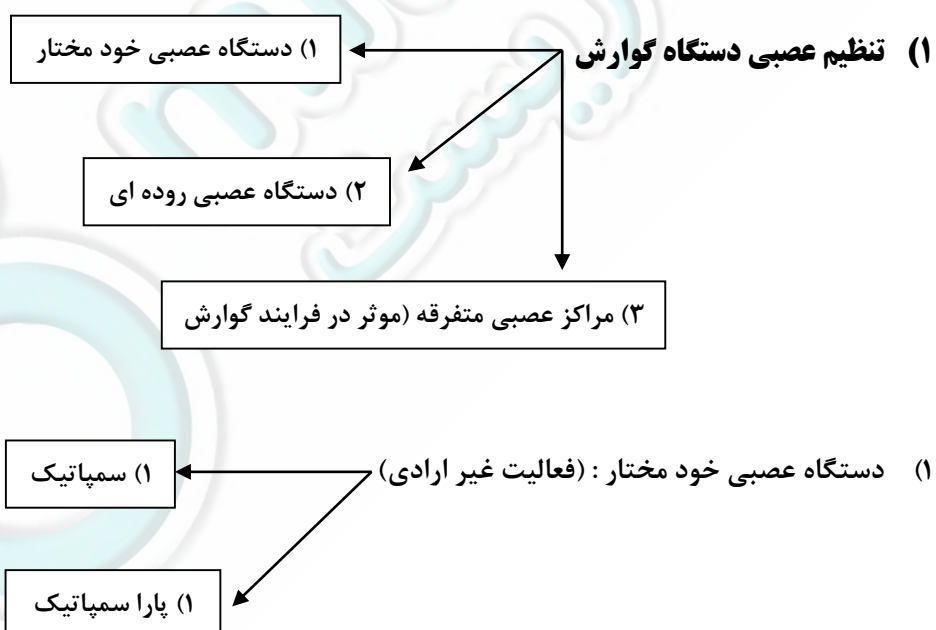 ۱) تنظیم عصبی دستگاه گوارش
۱) دستگاه عصبی خود مختار
۲) دستگاه عصبی روده ای
۳) مراکز عصبی متفرقه (موثر در فرایند گوارش
۱) دستگاه عصبی خود مختار : (فعالیت غیر ارادی)
۱) سمپاتیک
۱) پارا سمپاتیک